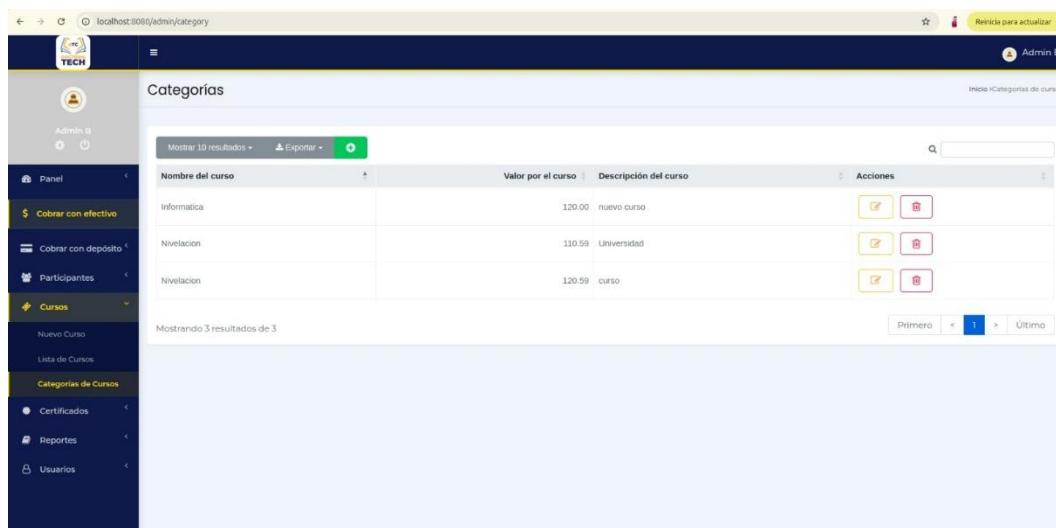 localhost:8080/admin/category
Reinicia para actualizar
ITC
TECH
Admin B
Categorías
Inicio
Categorías de curs
Admin B
Mostrar 10 resultados
Exportar
Nombre del curso Valor por el curso Descripción del curso Acciones
Informatica 120.00 nuevo curso
Nivelacion 110.59 Universidad
Nivelacion 120.59 curso
Mostrando 3 resultados de 3
Primero < 1 > Último
Panel
$ Cobrar con efectivo
Cobrar con depósito
Participantes
Cursos
Nuevo Curso
Lista de Cursos
Categorías de Cursos
Certificados
Reportes
Usuarios